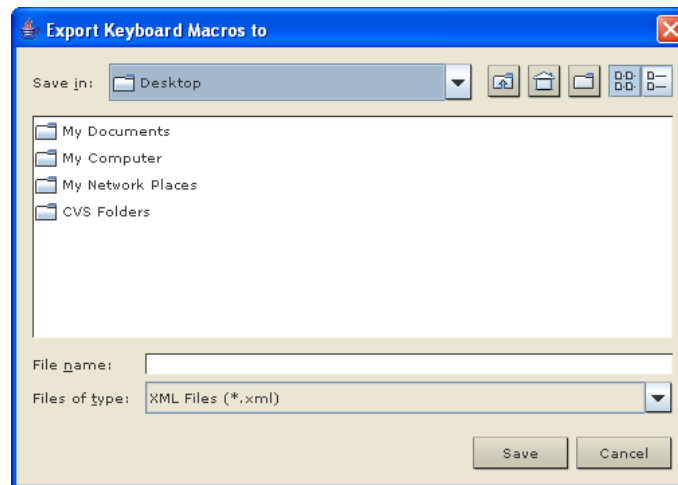 Export Keyboard Macros to
Save in: Desktop
My Documents
My Computer
My Network Places
CVS Folders
File name:
Files of type: XML Files (*.xml)
Save Cancel